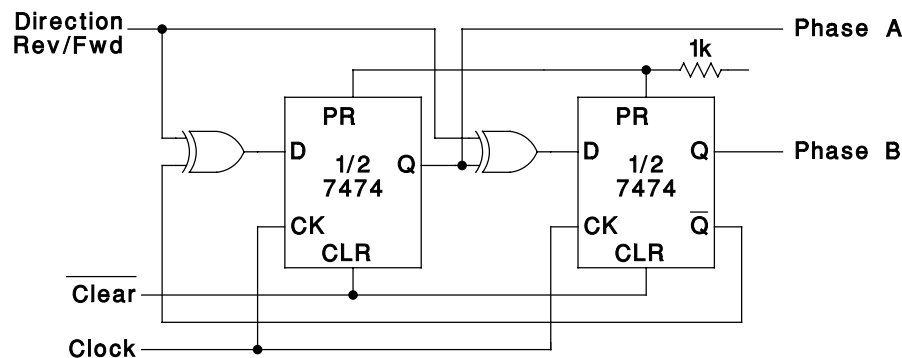 Direction
Rev/Fwd
Phase A
1k
PR
PR
D
1/2
7474
Q
D
1/2
7474
Q
Phase B
CK
CK
Q̅
CLR
CLR
C̅l̅e̅a̅r̅
Clock